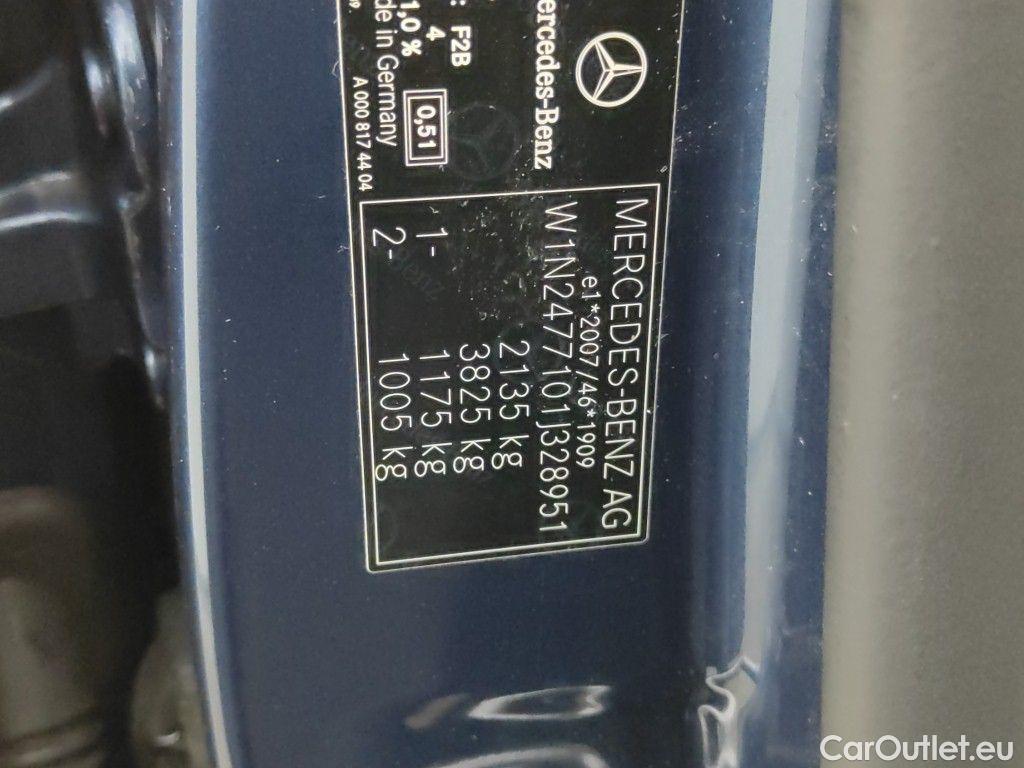 Mercedes-Benz
F2B
4
1,0 %
0,51
de in Germany
A 000 817 44 04
MERCEDES-BENZ AG
e1*2007/46*1909
W1N2477101J328951
2135 kg
3825 kg
1- 1175 kg
2- 1005 kg
CarOutlet.eu